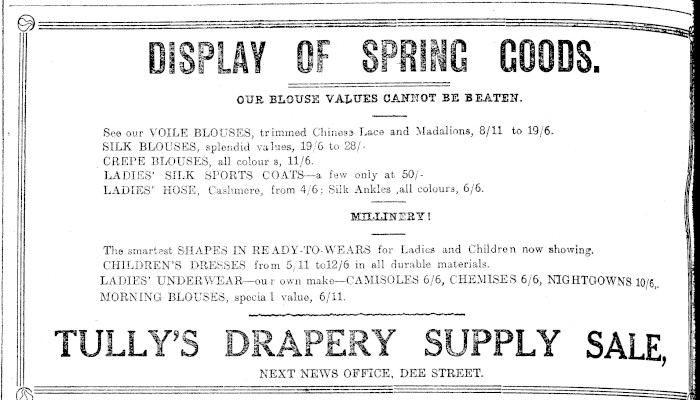 DISPLAY OF SPRING GOODS.
OUR BLOUSE VALUES CANNOT BE BEATEN.
See our VOILE BLOUSES, trimmed Chinese Lace and Madalions, 8/11 to 19/6.
SILK BLOUSES, splendid values, 19/6 to 28/-
CREPE BLOUSES, all colour s, 11/6.
LADIES' SILK SPORTS COATS—a few only at 50/-
LADIES' HOSE, Cashmere, from 4/6; Silk Ankles ,all colours, 6/6.
MILLINERY!
The smartest SHAPES IN READY-TO-WEARS for Ladies and Children now showing.
CHILDREN'S DRESSES from 5/11 to12/6 in all durable materials.
LADIES' UNDERWEAR—our own make—CAMISOLES 6/6, CHEMISES 6/6, NIGHTGOWNS 10/6,.
MORNING BLOUSES, specia l value, 6/11.
TULLY'S DRAPERY SUPPLY SALE,
NEXT NEWS OFFICE, DEE STREET.